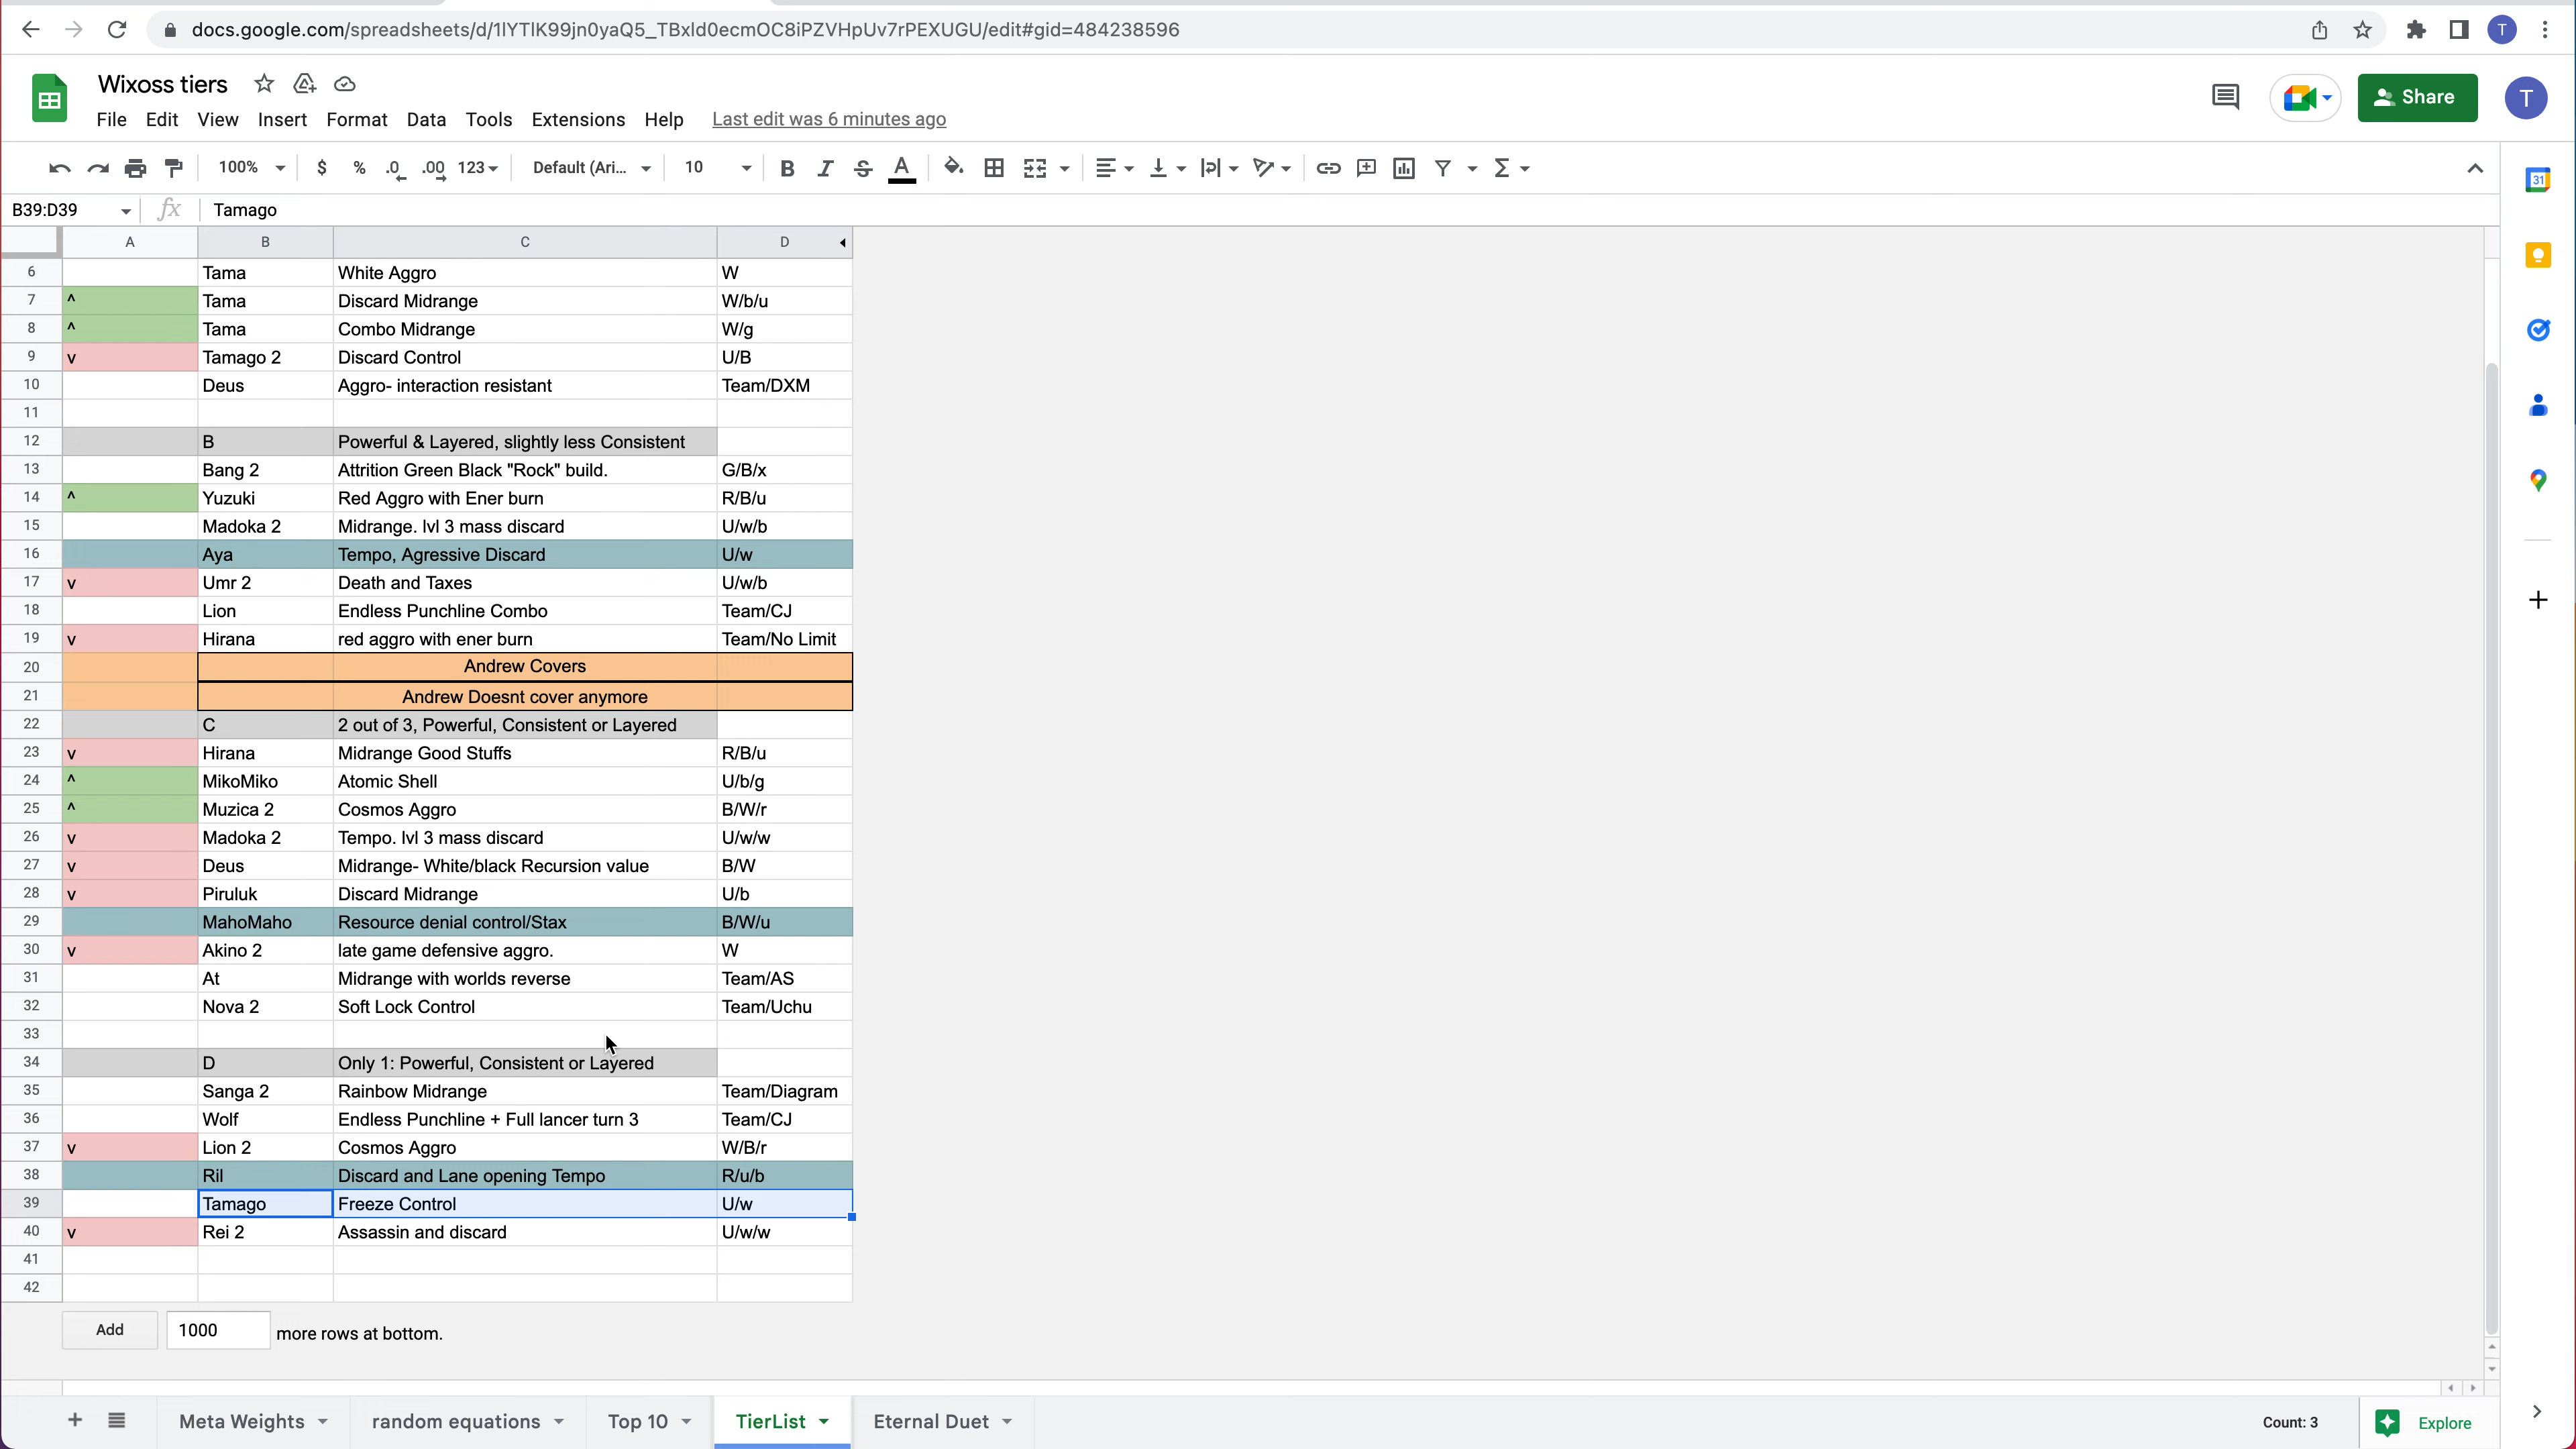 docs.google.com/spreadsheets/d/1lYTlK99jn0yaQ5_TBxld0ecmOC8iPZVHpUv7rPEXUGU/edit#gid=484238596
T
Wixoss tiers
File Edit View Insert Format Data Tools Extensions Help Last edit was 6 minutes ago
Share
T
100% $ % .0 .00 123 Default (Ari... 10 B I S A Σ
31
B39:D39 fx Tamago
A B C D
6 Tama White Aggro W
7 ^ Tama Discard Midrange W/b/u
8 ^ Tama Combo Midrange W/g
9 v Tamago 2 Discard Control U/B
10 Deus Aggro- interaction resistant Team/DXM
11
12 B Powerful & Layered, slightly less Consistent
13 Bang 2 Attrition Green Black "Rock" build. G/B/x
14 ^ Yuzuki Red Aggro with Ener burn R/B/u
15 Madoka 2 Midrange. lvl 3 mass discard U/w/b
16 Aya Tempo, Agressive Discard U/w
17 v Umr 2 Death and Taxes U/w/b
18 Lion Endless Punchline Combo Team/CJ
19 v Hirana red aggro with ener burn Team/No Limit
20 Andrew Covers
21 Andrew Doesnt cover anymore
22 C 2 out of 3, Powerful, Consistent or Layered
23 v Hirana Midrange Good Stuffs R/B/u
24 ^ MikoMiko Atomic Shell U/b/g
25 ^ Muzica 2 Cosmos Aggro B/W/r
26 v Madoka 2 Tempo. lvl 3 mass discard U/w/w
27 v Deus Midrange- White/black Recursion value B/W
28 v Piruluk Discard Midrange U/b
29 MahoMaho Resource denial control/Stax B/W/u
30 v Akino 2 late game defensive aggro. W
31 At Midrange with worlds reverse Team/AS
32 Nova 2 Soft Lock Control Team/Uchu
33
34 D Only 1: Powerful, Consistent or Layered
35 Sanga 2 Rainbow Midrange Team/Diagram
36 Wolf Endless Punchline + Full lancer turn 3 Team/CJ
37 v Lion 2 Cosmos Aggro W/B/r
38 Ril Discard and Lane opening Tempo R/u/b
39 Tamago Freeze Control U/w
40 v Rei 2 Assassin and discard U/w/w
41
42
Add 1000 more rows at bottom.
Meta Weights random equations Top 10 TierList Eternal Duet Count: 3 Explore